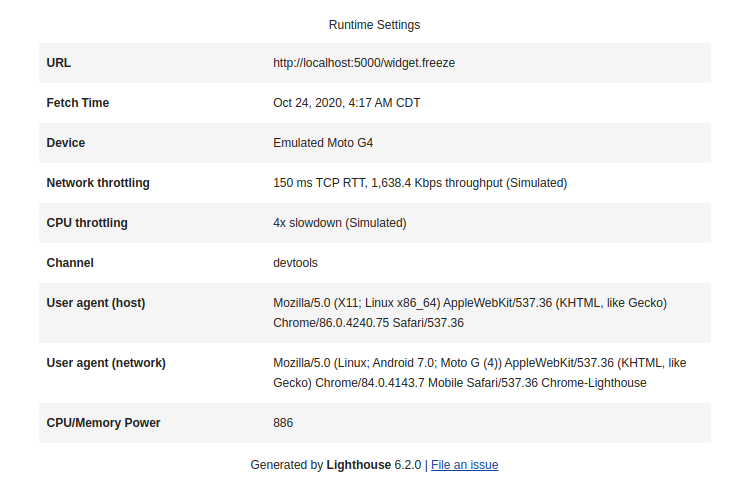 Runtime Settings
URL http://localhost:5000/widget.freeze
Fetch Time Oct 24, 2020, 4:17 AM CDT
Device Emulated Moto G4
Network throttling 150 ms TCP RTT, 1,638.4 Kbps throughput (Simulated)
CPU throttling 4x slowdown (Simulated)
Channel devtools
User agent (host) Mozilla/5.0 (X11; Linux x86_64) AppleWebKit/537.36 (KHTML, like Gecko)
Chrome/86.0.4240.75 Safari/537.36
User agent (network) Mozilla/5.0 (Linux; Android 7.0; Moto G (4)) AppleWebKit/537.36 (KHTML, like
Gecko) Chrome/84.0.4143.7 Mobile Safari/537.36 Chrome-Lighthouse
CPU/Memory Power 886
Generated by Lighthouse 6.2.0 | File an issue